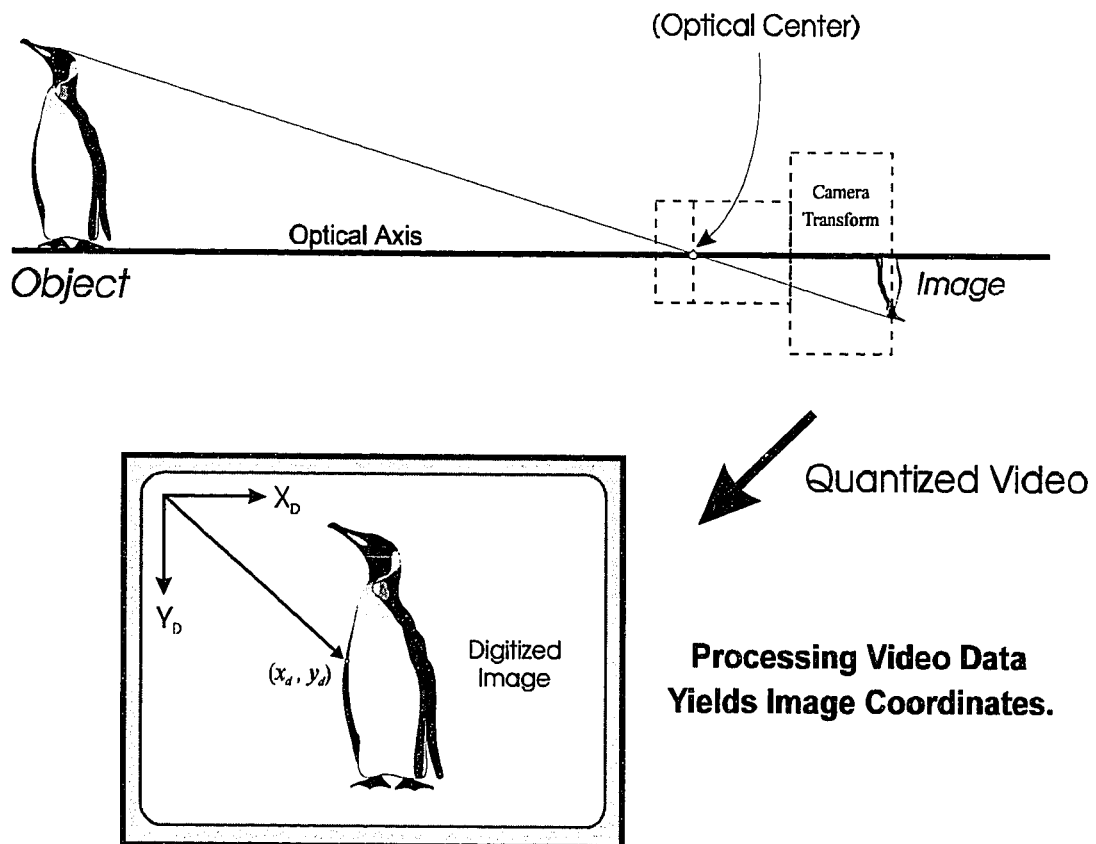 (Optical Center)
Camera
Transform
Optical Axis
Object
Image
Quantized Video
X_D
Y_D
(x_d , y_d)
Digitized
Image
Processing Video Data
Yields Image Coordinates.